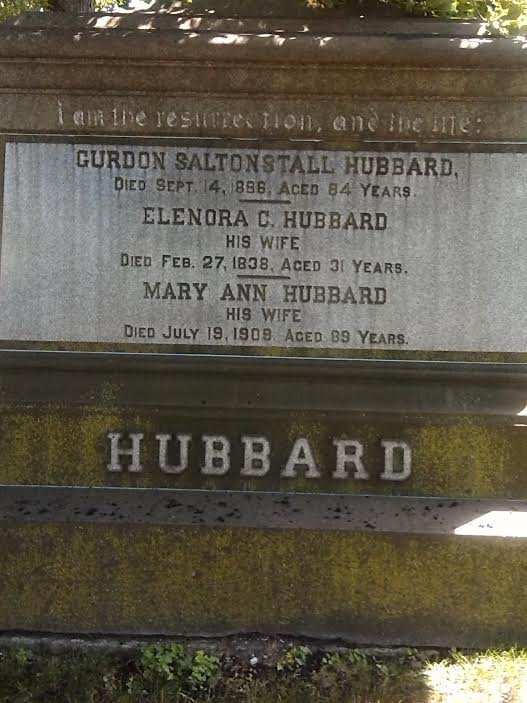 I am the resurrection, and the life:
GURDON SALTONSTALL HUBBARD,
DIED SEPT. 14, 1886, AGED 84 YEARS.
ELENORA C. HUBBARD
HIS WIFE
DIED FEB. 27, 1838, AGED 31 YEARS.
MARY ANN HUBBARD
HIS WIFE
DIED JULY 19, 1909. AGED 89 YEARS.
HUBBARD